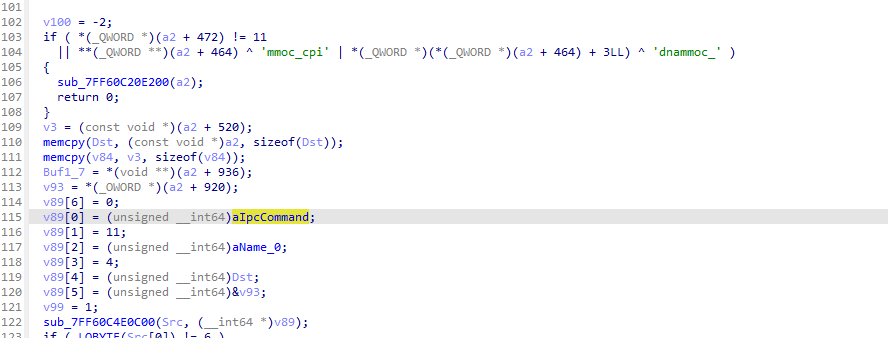 101
102 v100 = -2;
103 if ( *(_QWORD *)(a2 + 472) != 11
104 || **(_QWORD **)(a2 + 464) ^ 'mmoc_cpi' | *(_QWORD *)(*(_QWORD *)(a2 + 464) + 3LL) ^ 'dnammoc_' )
105 {
106 sub_7FF60C20E200(a2);
107 return 0;
108 }
109 v3 = (const void *)(a2 + 520);
110 memcpy(Dst, (const void *)a2, sizeof(Dst));
111 memcpy(v84, v3, sizeof(v84));
112 Buf1_7 = *(void **)(a2 + 936);
113 v93 = *(_OWORD *)(a2 + 920);
114 v89[6] = 0;
115 v89[0] = (unsigned __int64)aIpcCommand;
116 v89[1] = 11;
117 v89[2] = (unsigned __int64)aName_0;
118 v89[3] = 4;
119 v89[4] = (unsigned __int64)Dst;
120 v89[5] = (unsigned __int64)&v93;
121 v99 = 1;
122 sub_7FF60C4E0C00(Src, (__int64 *)v89);
123 if ( LOBYTE(Src[0]) != 6 )